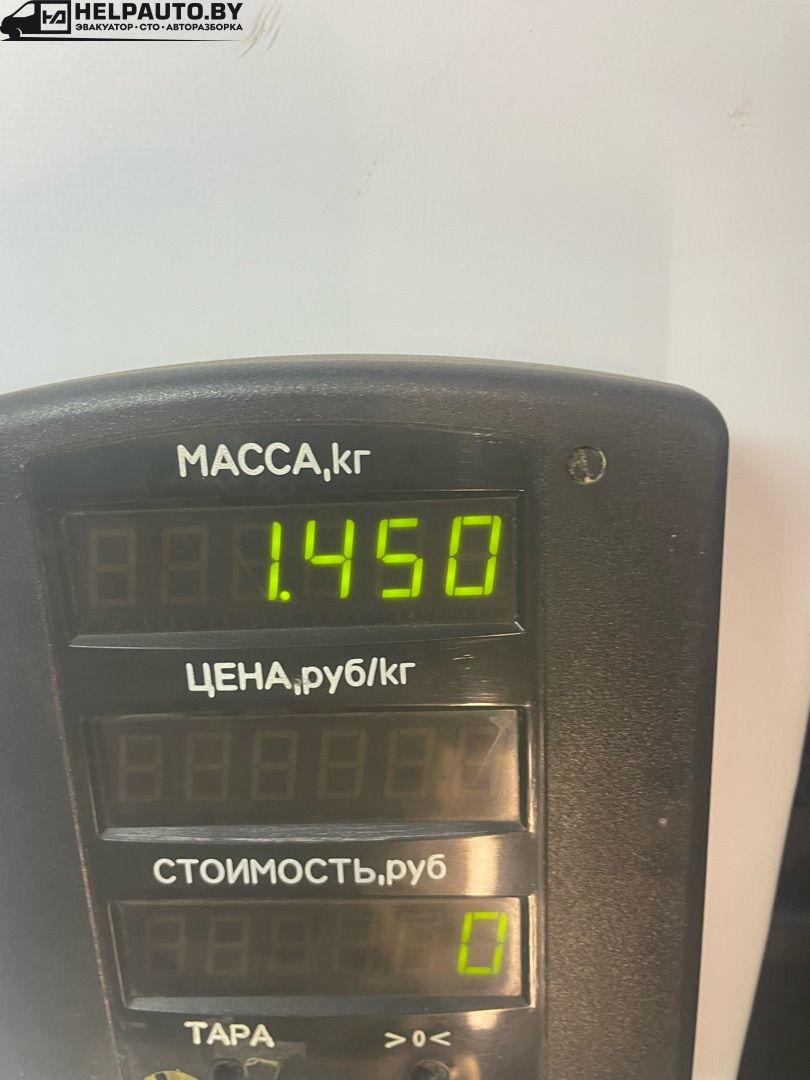 HELPAUTO.BY
ЭВАКУАТОР • СТО • АВТОРАЗБОРКА
МАССА,кг
1.450
ЦЕНА,руб/кг
СТОИМОСТЬ,руб
0
ТАРА >0<